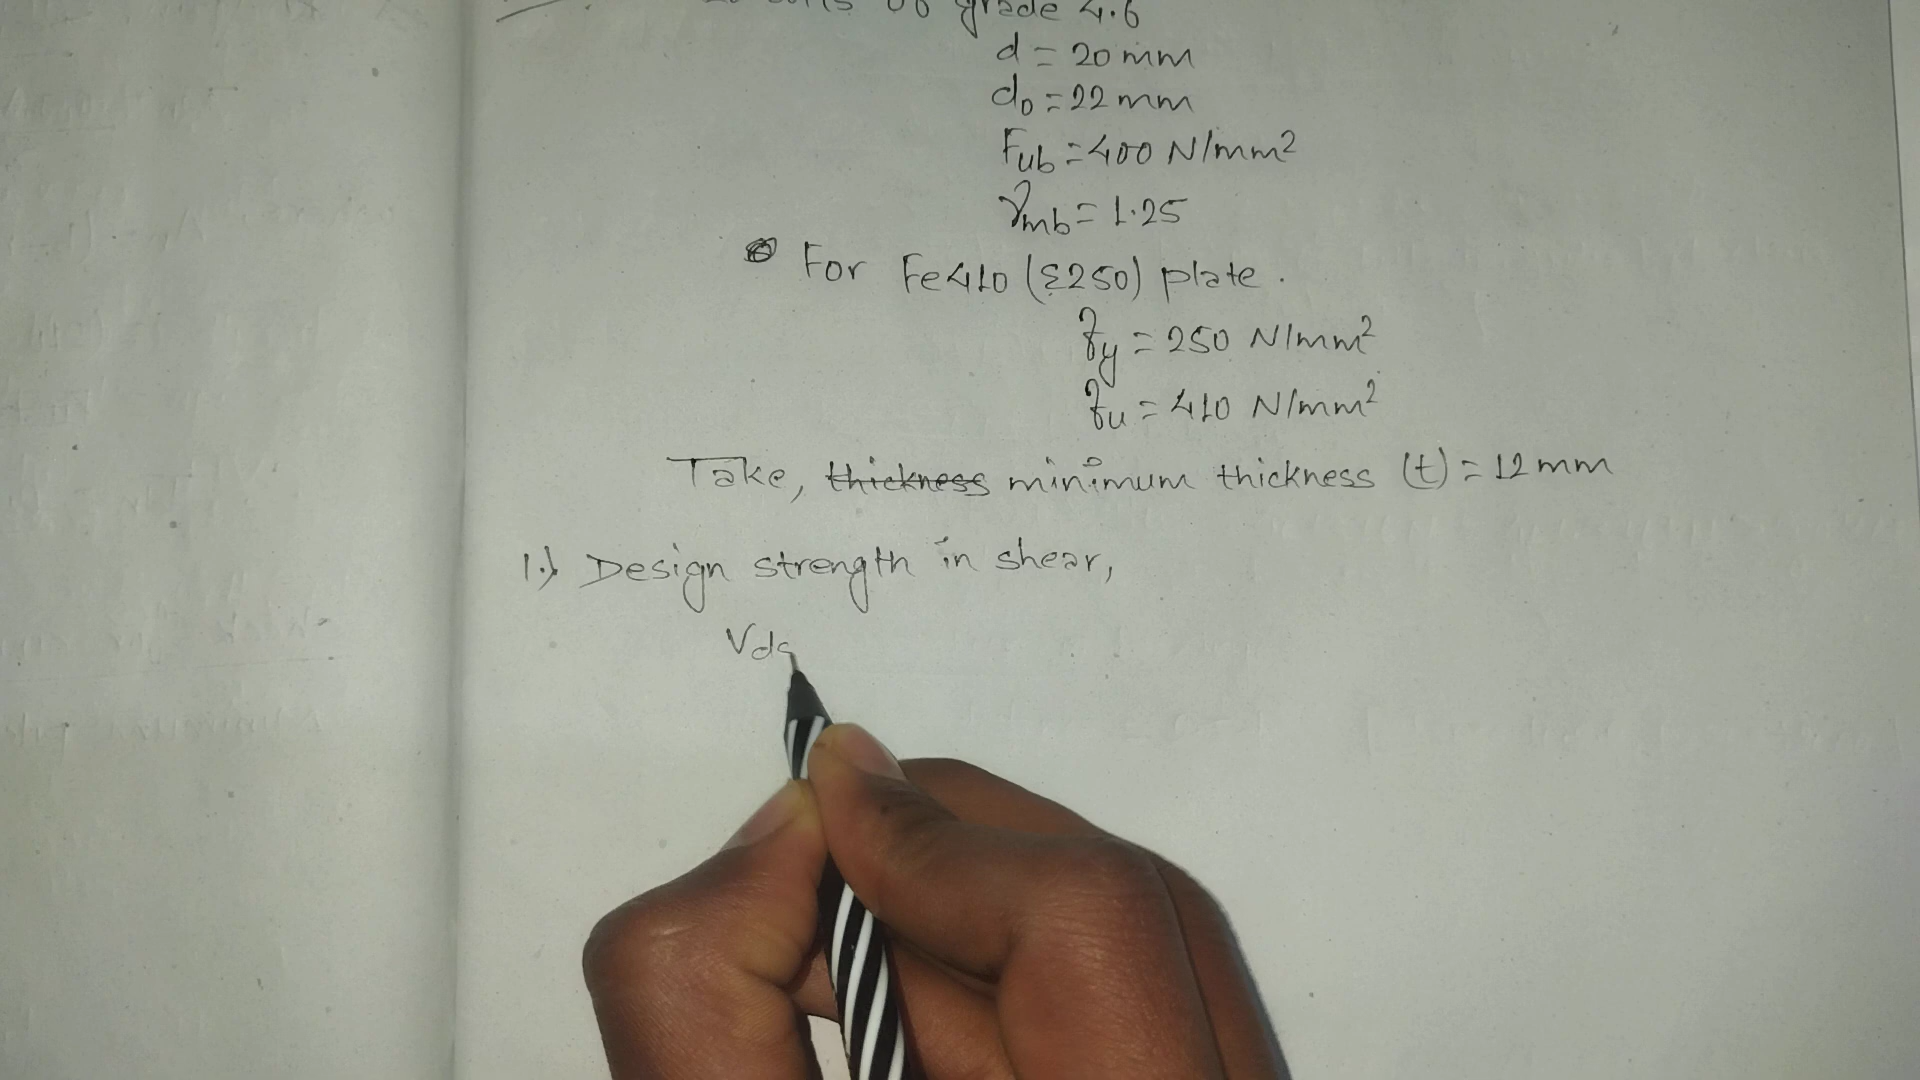 grade 4.6
d = 20 mm
do = 22 mm
Fub = 400 N/mm²
γmb = 1.25
For Fe410 (E250) plate.
fy = 250 N/mm²
fu = 410 N/mm²
Take, thickness minimum thickness (t) = 12 mm
1.) Design strength in shear,
Vds